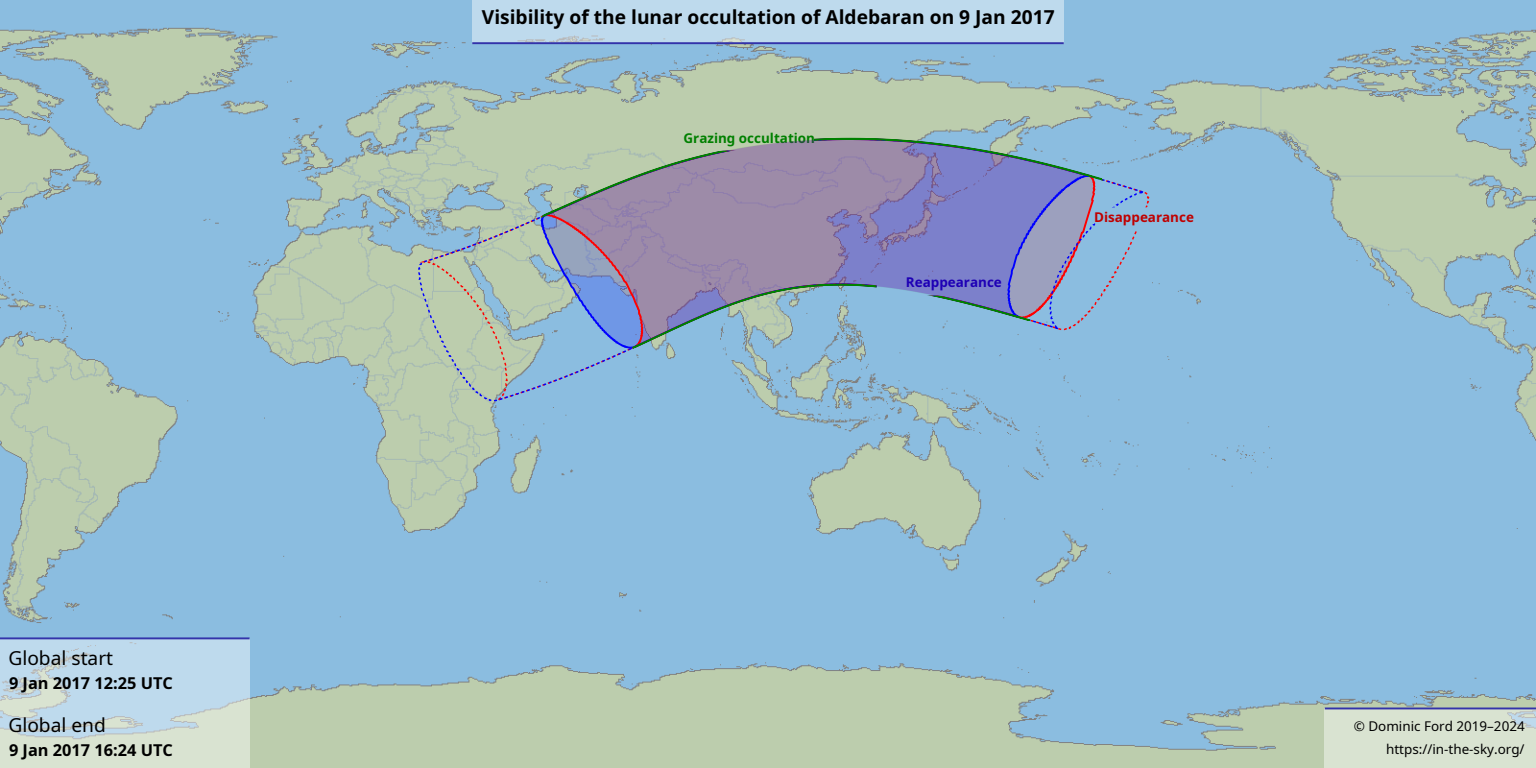 Visibility of the lunar occultation of Aldebaran on 9 Jan 2017
Grazing occultation
Disappearance
Reappearance
Global start
9 Jan 2017 12:25 UTC
Global end
9 Jan 2017 16:24 UTC
© Dominic Ford 2019–2024
https://in-the-sky.org/